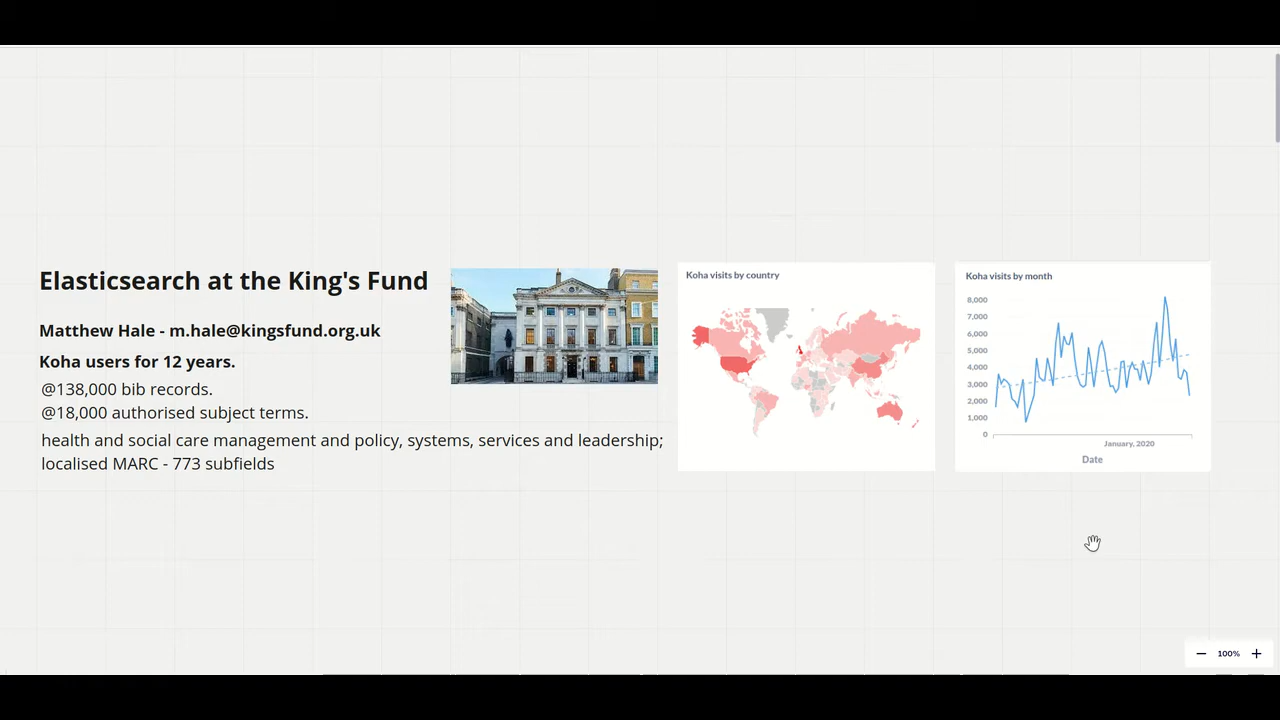 Elasticsearch at the King's Fund
Matthew Hale - m.hale@kingsfund.org.uk
Koha users for 12 years.
@138,000 bib records.
@18,000 authorised subject terms.
health and social care management and policy, systems, services and leadership;
localised MARC - 773 subfields
Koha visits by country
Koha visits by month
8,000
7,000
6,000
5,000
4,000
3,000
2,000
1,000
0
January, 2020
Date
100%